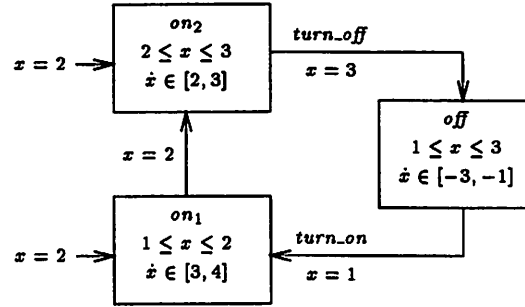 on₂
2 ≤ x ≤ 3
ẋ ∈ [2, 3]
x = 2
turn_off
x = 3
off
1 ≤ x ≤ 3
ẋ ∈ [−3, −1]
x = 2
on₁
1 ≤ x ≤ 2
ẋ ∈ [3, 4]
x = 2
turn_on
x = 1